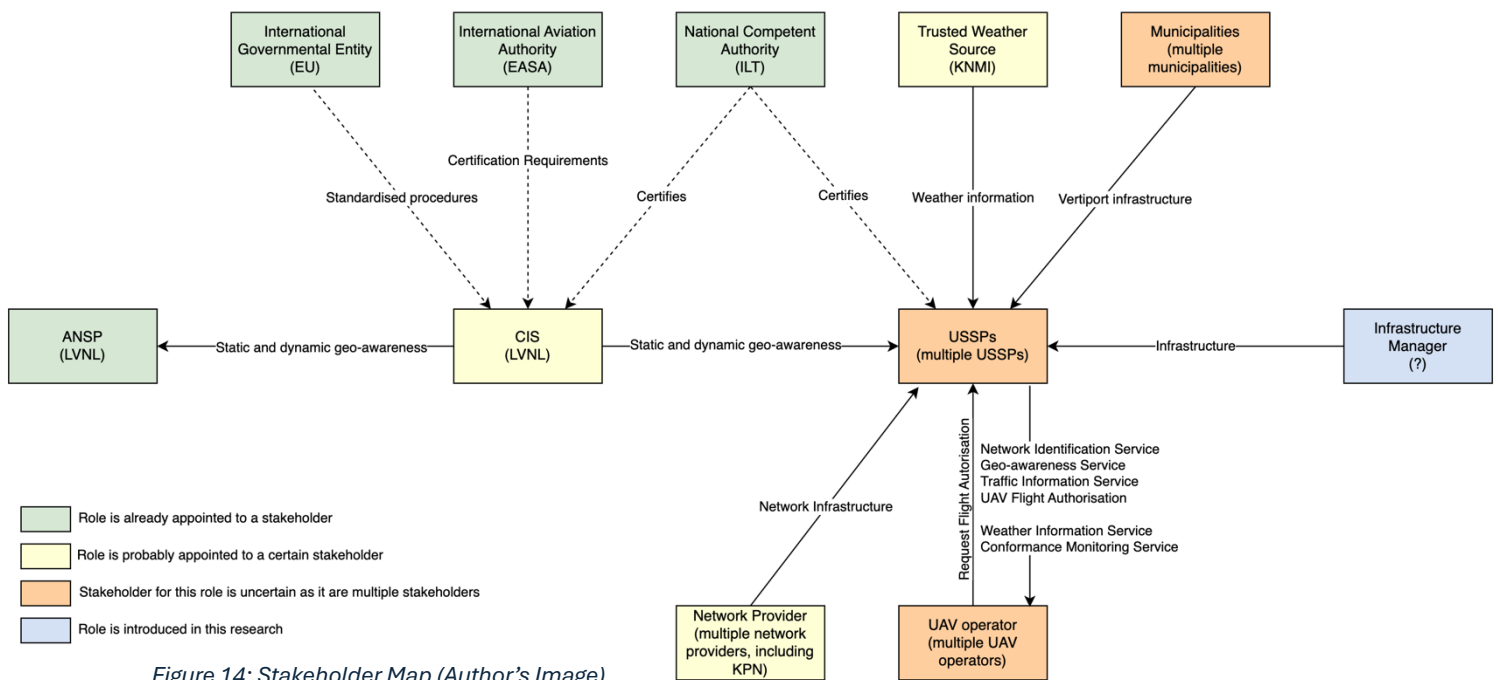 International
Governmental Entity
(EU)
International Aviation
Authority
(EASA)
National Competent
Authority
(ILT)
Trusted Weather
Source
(KNMI)
Municipalities
(multiple
municipalities)
Certification Requirements
Standardised procedures
Certifies
Certifies
Weather information
Vertiport infrastructure
ANSP
(LVNL)
Static and dynamic geo-awareness
CIS
(LVNL)
Static and dynamic geo-awareness
USSPs
(multiple USSPs)
Infrastructure
Infrastructure
Manager
(?)
Network Infrastructure
Request Flight Autorisation
Network Identification Service
Geo-awareness Service
Traffic Information Service
UAV Flight Authorisation
Weather Information Service
Conformance Monitoring Service
Role is already appointed to a stakeholder
Role is probably appointed to a certain stakeholder
Stakeholder for this role is uncertain as it are multiple stakeholders
Role is introduced in this research
Network Provider
(multiple network
providers, including
KPN)
UAV operator
(multiple UAV
operators)
Figure 14: Stakeholder Map (Author's Image)